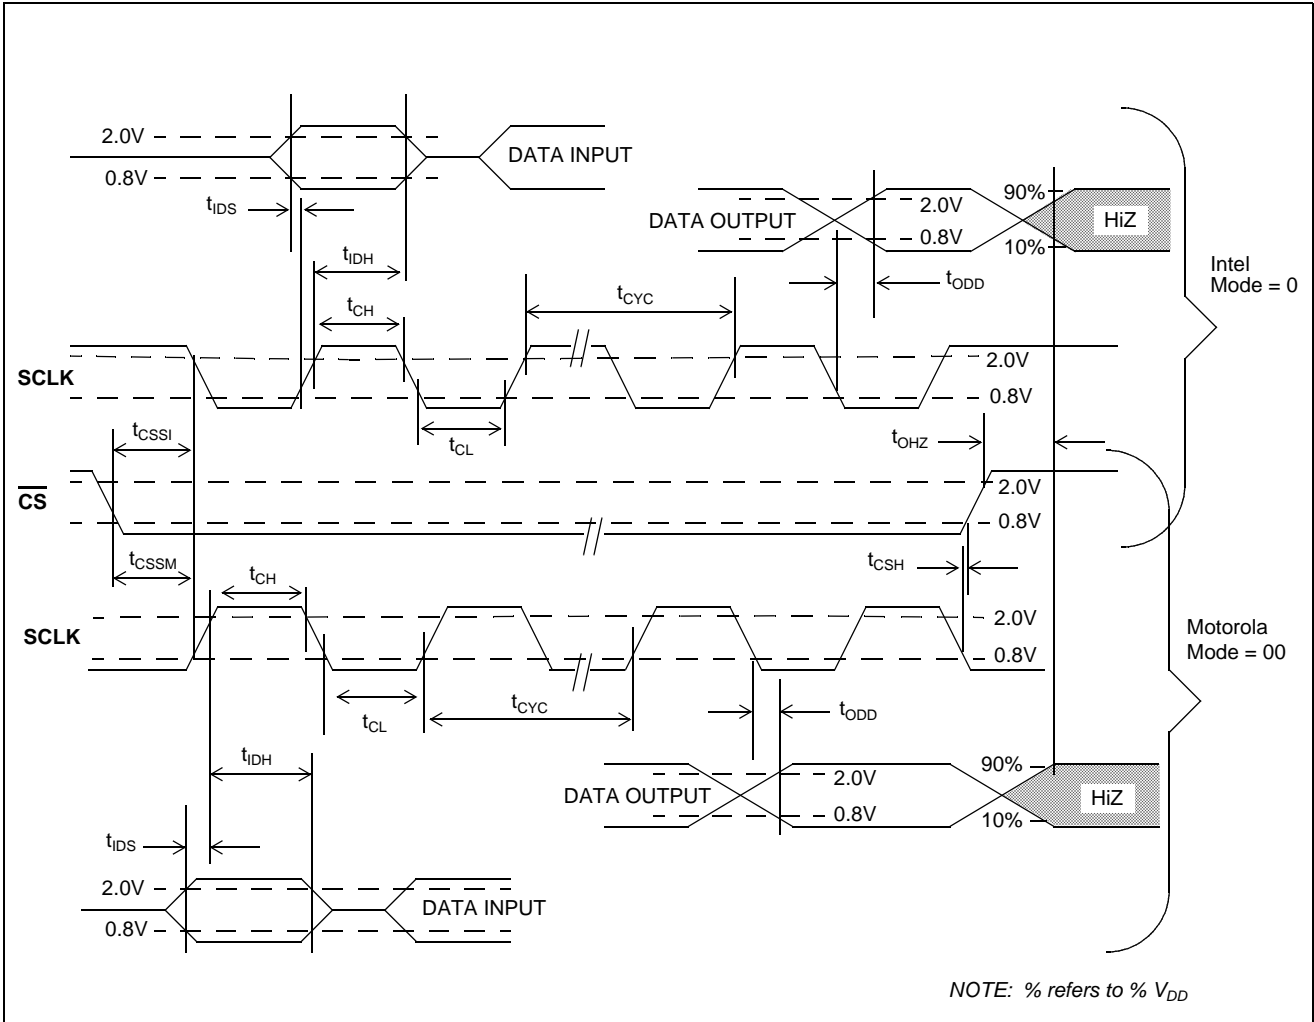 2.0V
DATA INPUT
0.8V
tIDS
90%
2.0V
DATA OUTPUT
HiZ
0.8V
10%
tIDH
tODD
Intel
Mode = 0
tCYC
tCH
2.0V
SCLK
0.8V
tCSSI
tCL
tOHZ
2.0V
CS
0.8V
tCSSM
tCSH
tCH
2.0V
SCLK
Motorola
Mode = 00
0.8V
tCYC
tODD
tCL
tIDH
90%
2.0V
DATA OUTPUT
HiZ
0.8V
10%
tIDS
2.0V
DATA INPUT
0.8V
NOTE: % refers to % VDD